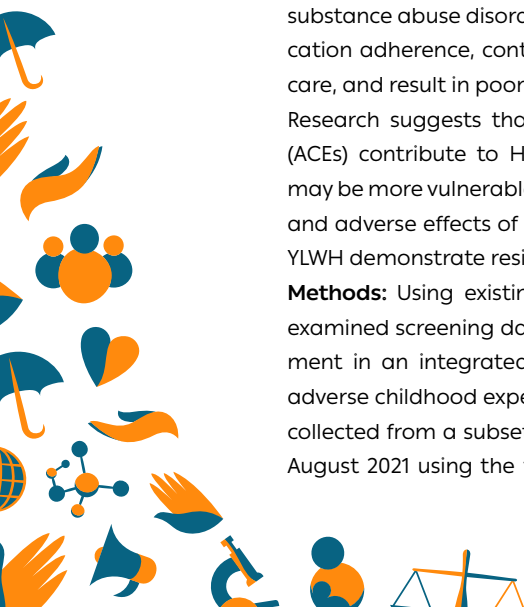 substance abuse disord
cation adherence, cont
care, and result in poor
Research suggests tha
(ACEs) contribute to H
may be more vulnerabl
and adverse effects of
YLWH demonstrate resi
Methods: Using existin
examined screening da
ment in an integrated
adverse childhood expe
collected from a subset
August 2021 using the